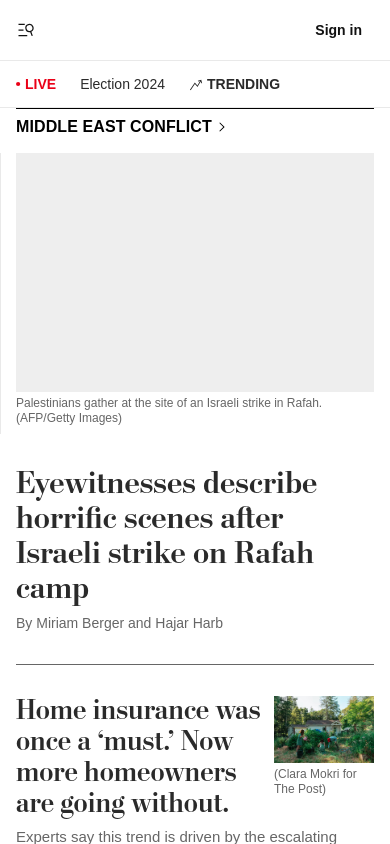 Sign in
• LIVE Election 2024 TRENDING
MIDDLE EAST CONFLICT
Palestinians gather at the site of an Israeli strike in Rafah.
(AFP/Getty Images)
Eyewitnesses describe
horrific scenes after
Israeli strike on Rafah
camp
By Miriam Berger and Hajar Harb
Home insurance was
once a ‘must.’ Now
more homeowners
are going without.
(Clara Mokri for
The Post)
Experts say this trend is driven by the escalating